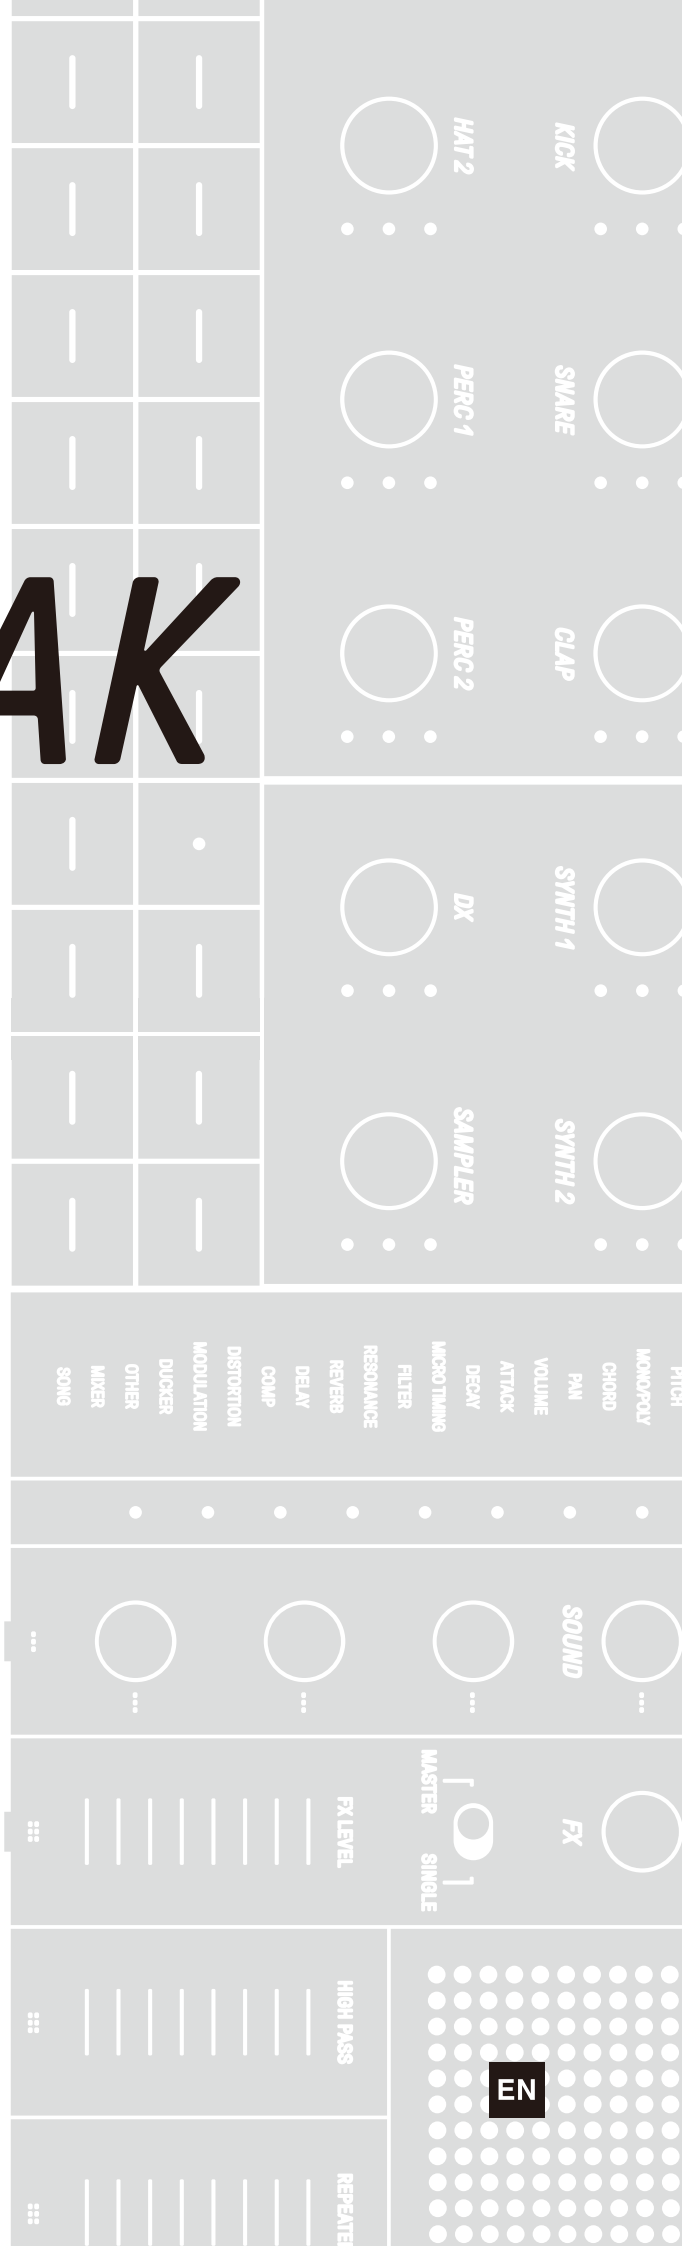 HAT 2
KICK
PERC 1
SNARE
AK
PERC 2
CLAP
DX
SYNTH 1
SAMPLER
SYNTH 2
SONG
MIXER
OTHER
DUCKER
MODULATION
DISTORTION
COMP
DELAY
REVERB
RESONANCE
FILTER
MICRO TIMING
DECAY
ATTACK
VOLUME
PAN
CHORD
MONO/POLY
PITCH
SOUND
MASTER
FX LEVEL
FX
SINGLE
HIGH PASS
EN